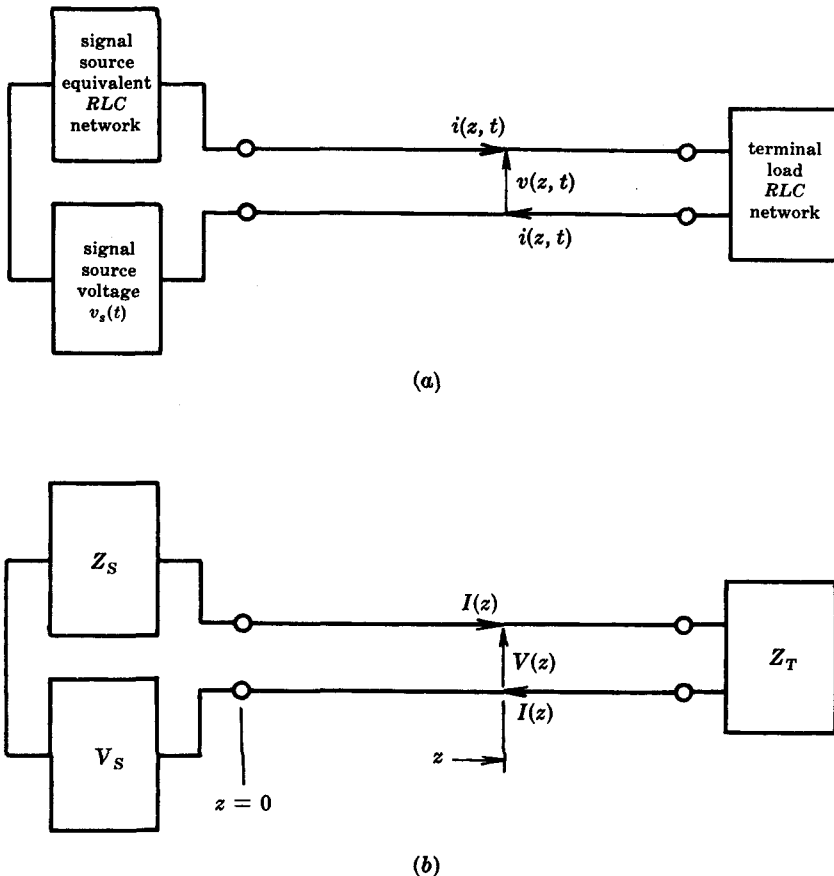 signal
source
equivalent
RLC
network
i(z, t)
v(z, t)
i(z, t)
terminal
load
RLC
network
signal
source
voltage
v_s(t)
(a)
Z_S
I(z)
V(z)
I(z)
Z_T
V_S
z
z = 0
(b)